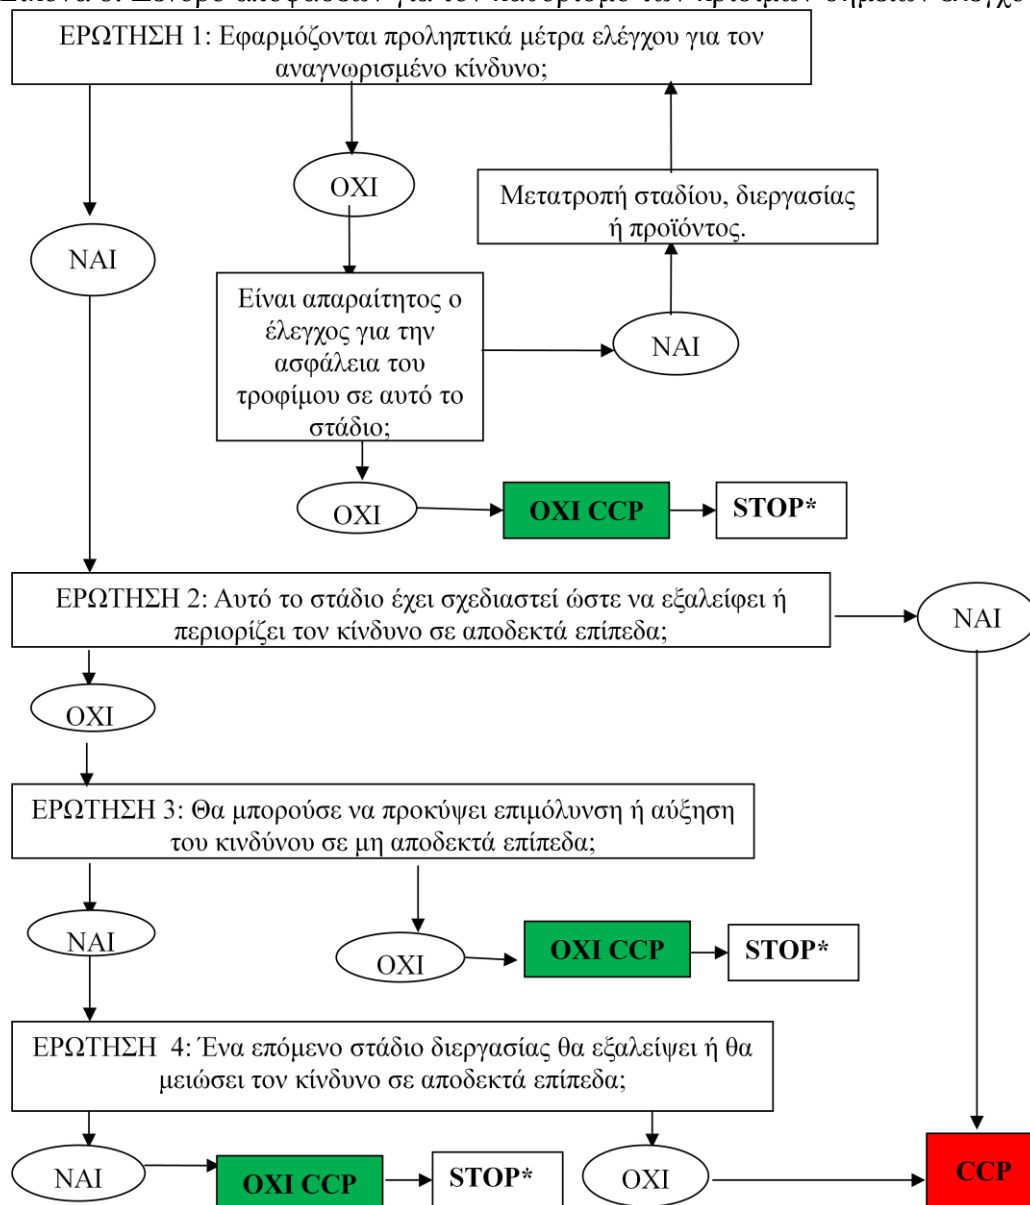 ΕΡΩΤΗΣΗ 1: Εφαρμόζονται προληπτικά μέτρα ελέγχου για τον
αναγνωρισμένο κίνδυνο;
ΟΧΙ
Μετατροπή σταδίου, διεργασίας
ή προϊόντος.
ΝΑΙ
Είναι απαραίτητος ο
έλεγχος για την
ασφάλεια του
τροφίμου σε αυτό το
στάδιο;
ΝΑΙ
ΟΧΙ
ΟΧΙ CCP
STOP*
ΕΡΩΤΗΣΗ 2: Αυτό το στάδιο έχει σχεδιαστεί ώστε να εξαλείφει ή
περιορίζει τον κίνδυνο σε αποδεκτά επίπεδα;
ΝΑΙ
ΟΧΙ
ΕΡΩΤΗΣΗ 3: Θα μπορούσε να προκύψει επιμόλυνση ή αύξηση
του κινδύνου σε μη αποδεκτά επίπεδα;
ΝΑΙ
ΟΧΙ
ΟΧΙ CCP
STOP*
ΕΡΩΤΗΣΗ 4: Ένα επόμενο στάδιο διεργασίας θα εξαλείψει ή θα
μειώσει τον κίνδυνο σε αποδεκτά επίπεδα;
ΝΑΙ
ΟΧΙ CCP
STOP*
ΟΧΙ
CCP